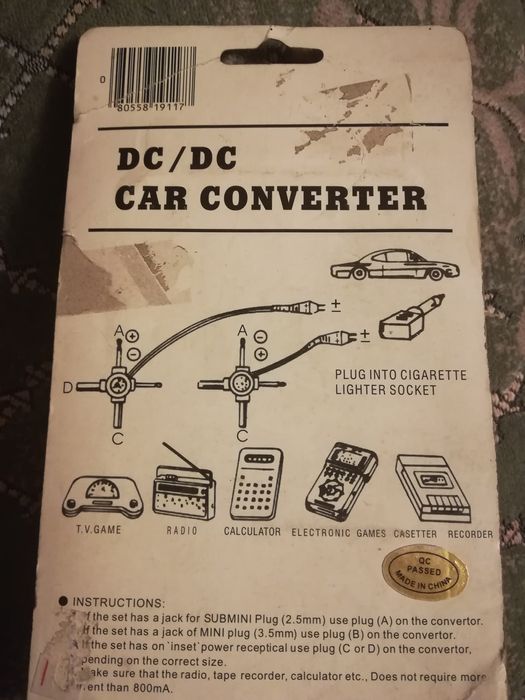 0
80558 19117
DC/DC
CAR CONVERTER
A + - A - +
± ±
PLUG INTO CIGARETTE
LIGHTER SOCKET
D
C C
T.V.GAME RADIO CALCULATOR ELECTRONIC GAMES CASETTER RECORDER
QC
PASSED
MADE IN CHINA
● INSTRUCTIONS:
If the set has a jack for SUBMINI Plug (2.5mm) use plug (A) on the convertor.
If the set has a jack of MINI plug (3.5mm) use plug (B) on the convertor.
If the set has on `inset` power receptical use plug (C or D) on the convertor,
pending on the correct size.
ake sure that the radio, tape recorder, calculator etc., Does not require more
ent than 800mA.